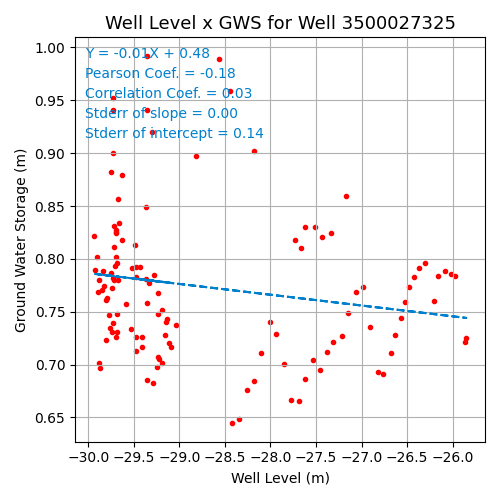 Well Level x GWS for Well 3500027325
Y = -0.01X + 0.48
Pearson Coef. = -0.18
Correlation Coef. = 0.03
Stderr of slope = 0.00
Stderr of intercept = 0.14
Ground Water Storage (m)
1.00
0.95
0.90
0.85
0.80
0.75
0.70
0.65
−30.0 −29.5 −29.0 −28.5 −28.0 −27.5 −27.0 −26.5 −26.0
Well Level (m)